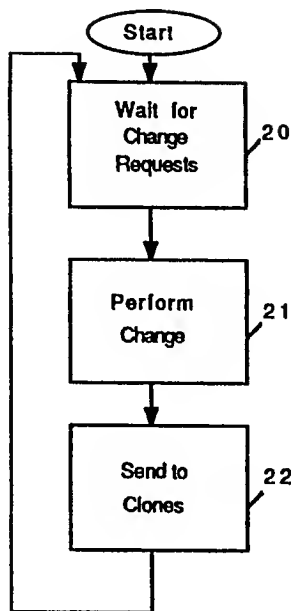 Start
Wait for
Change
Requests
20
Perform
Change
21
Send to
Clones
22